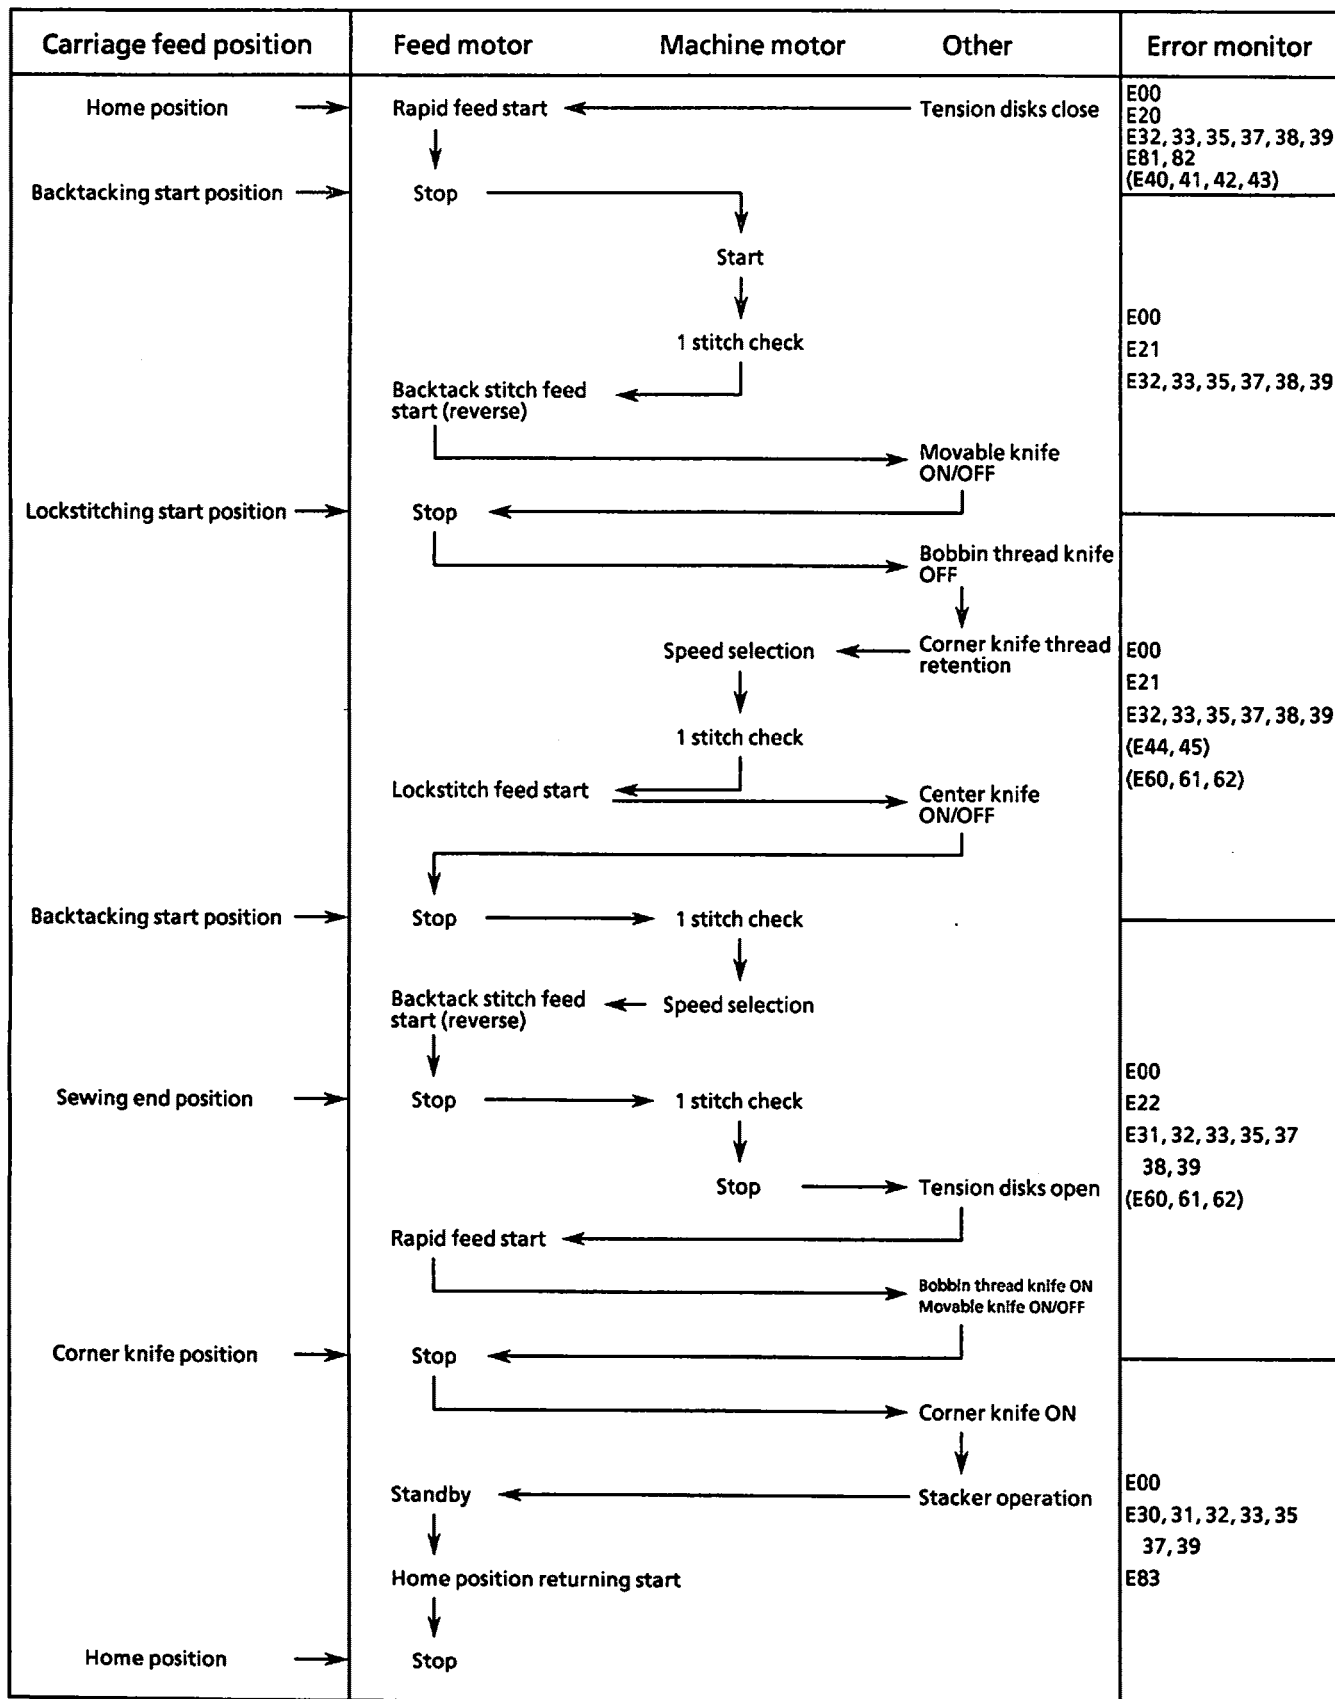 Carriage feed position
Feed motor
Machine motor
Other
Error monitor
Home position
Rapid feed start
Tension disks close
E00
E20
E32, 33, 35, 37, 38, 39
E81, 82
(E40, 41, 42, 43)
Backtacking start position
Stop
Start
1 stitch check
E00
E21
E32, 33, 35, 37, 38, 39
Backtack stitch feed
start (reverse)
Movable knife
ON/OFF
Lockstitching start position
Stop
Bobbin thread knife
OFF
Speed selection
Corner knife thread
retention
E00
E21
E32, 33, 35, 37, 38, 39
(E44, 45)
(E60, 61, 62)
1 stitch check
Lockstitch feed start
Center knife
ON/OFF
Backtacking start position
Stop
1 stitch check
Backtack stitch feed
start (reverse)
Speed selection
Sewing end position
Stop
1 stitch check
E00
E22
E31, 32, 33, 35, 37
38, 39
(E60, 61, 62)
Stop
Tension disks open
Rapid feed start
Bobbin thread knife ON
Movable knife ON/OFF
Corner knife position
Stop
Corner knife ON
Standby
Stacker operation
E00
E30, 31, 32, 33, 35
37, 39
E83
Home position returning start
Home position
Stop